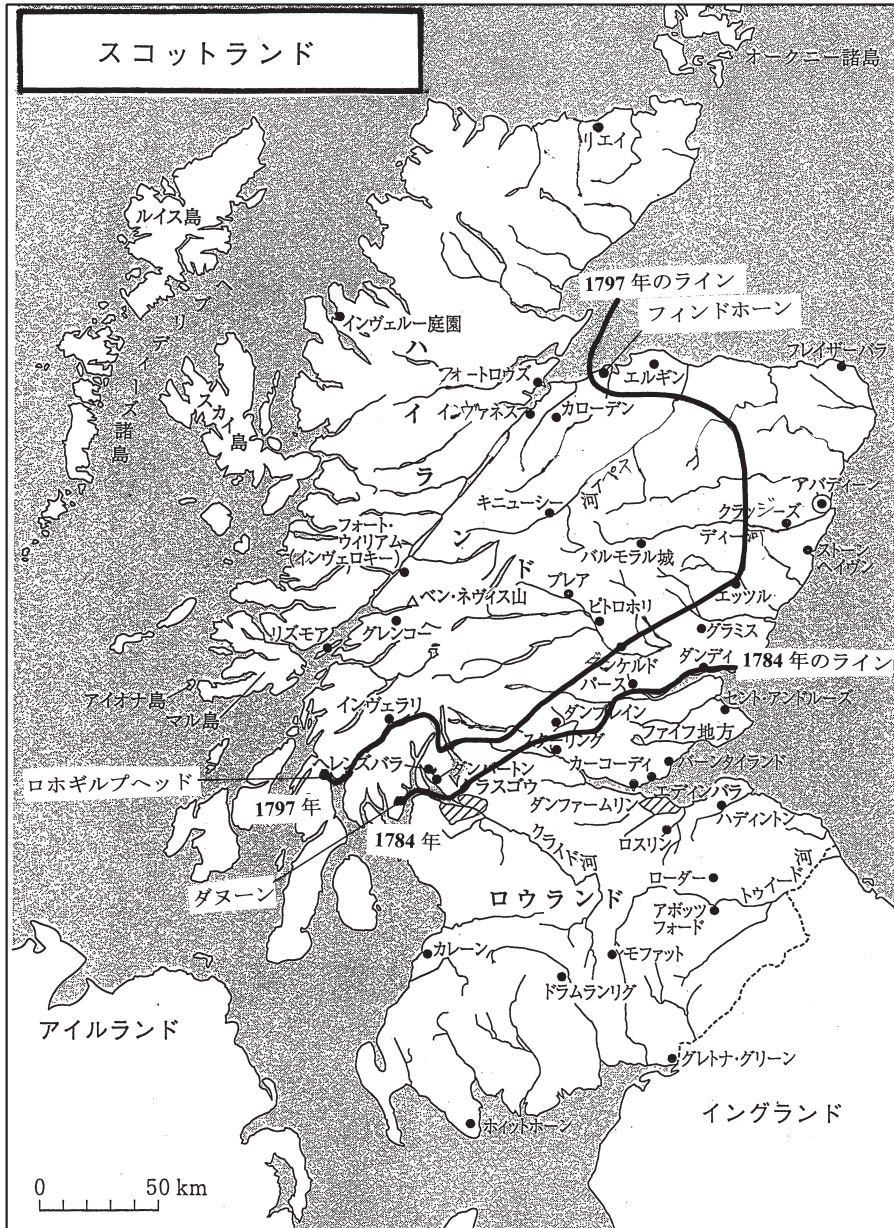 スコットランド
オークニー諸島
リエイ
ルイス島
ヘブリディーズ諸島
1797年のライン
フィンドホーン
インヴェルー庭園
ハイランド
スカイ島
フォートロウズ
エルギン
フレイザーバラ
インヴァネス
カローデン
スペイ河
アバディーン
キニューシー
クラッジーズ
ディー河
フォート・
ウィリアム
(インヴェロキー)
バルモラル城
ストーン
ヘイヴン
ブレア
エッツル
ベン・ネヴィス山
ピトロホリ
リズモア
グレンコー
グラミス
ダンケルド
ダンディ
1784年のライン
パース
アイオナ島
マル島
セント・アンドルーズ
インヴェラリ
ダンブレイン
ファイフ地方
スターリング
ヘレンズバラ
カーコーディ
バーンタイランド
ロホギルプヘッド
ダンバートン
グラスゴウ
エディンバラ
1797年
ダンファームリン
ハディントン
1784年
ロスリン
クライド河
ダヌーン
ローダー
トゥイード河
ロウランド
アボッツ
フォード
カレーン
モファット
ドラムランリグ
アイルランド
グレトナ・グリーン
イングランド
ホイットホーン
0 50 km